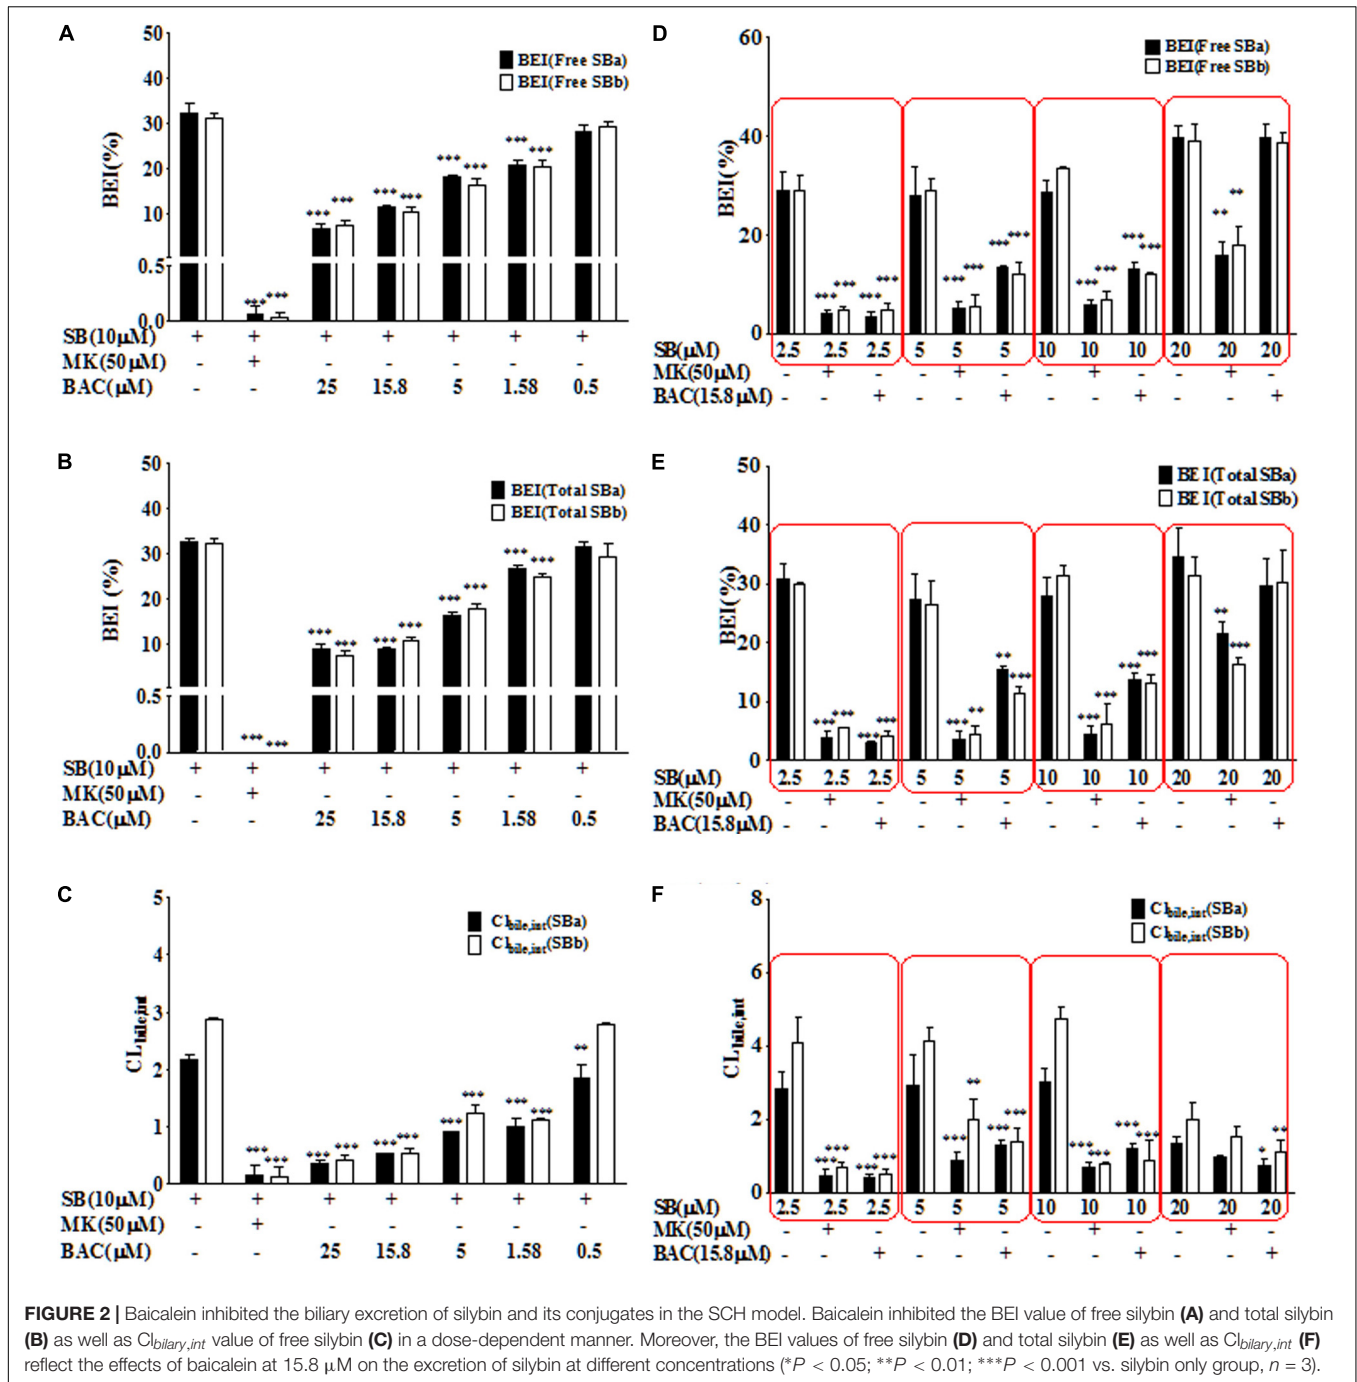 A
50
40
30
20
10
0.5
0.0
BEI(%)
BEI(Free SBa)
BEI(Free SBb)
*** *** *** *** *** *** *** *** *** ***
SB(10μM) + + + + + + +
MK(50μM) - + - - - - -
BAC(μM) - - 25 15.8 5 1.58 0.5
D
60
40
20
0
BEI(%)
BEI(Free SBa)
BEI(Free SBb)
*** *** *** *** *** *** *** *** *** *** *** *** ** **
SB(μM) 2.5 2.5 2.5 5 5 5 10 10 10 20 20 20
MK(50μM) - + - - + - - + - - + -
BAC(15.8μM) - - + - - + - - + - - +
B
50
40
30
20
10
0.5
0.0
BEI (%)
BEI(Total SBa)
BEI(Total SBb)
*** *** *** *** *** *** *** *** *** ***
SB(10μM) + + + + + + +
MK(50μM) - + - - - - -
BAC(μM) - - 25 15.8 5 1.58 0.5
E
50
40
30
20
10
0
BEI(%)
BEI(Total SBa)
BEI(Total SBb)
*** *** *** *** *** ** ** *** *** *** *** *** ** ***
SB(μM) 2.5 2.5 2.5 5 5 5 10 10 10 20 20 20
MK(50μM) - + - - + - - + - - + -
BAC(15.8μM) - - + - - + - - + - - +
C
5
4
3
2
1
0
CLbile,int
Clbile,int(SBa)
Clbile,int(SBb)
*** *** *** *** *** *** *** *** *** *** **
SB(10μM) + + + + + + +
MK(50μM) - + - - - - -
BAC(μM) - - 25 15.8 5 1.58 0.5
F
8
6
4
2
0
CLbile,int
Clbile,int(SBa)
Clbile,int(SBb)
*** *** *** *** *** ** *** *** *** *** *** *** * **
SB(μM) 2.5 2.5 2.5 5 5 5 10 10 10 20 20 20
MK(50μM) - + - - + - - + - - + -
BAC(15.8μM) - - + - - + - - + - - +
FIGURE 2 | Baicalein inhibited the biliary excretion of silybin and its conjugates in the SCH model. Baicalein inhibited the BEI value of free silybin (A) and total silybin
(B) as well as Clbilary,int value of free silybin (C) in a dose-dependent manner. Moreover, the BEI values of free silybin (D) and total silybin (E) as well as Clbilary,int (F)
reflect the effects of baicalein at 15.8 μM on the excretion of silybin at different concentrations (*P < 0.05; **P < 0.01; ***P < 0.001 vs. silybin only group, n = 3).